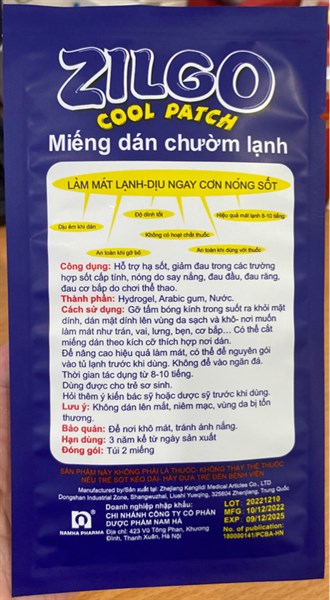 ZILGO
COOL PATCH
Miếng dán chườm lạnh
LÀM MÁT LẠNH-DỊU NGAY CƠN NÓNG SỐT
Độ dính tốt
Hiệu quả mát lạnh 8-10 tiếng
Dịu êm khi dán
Không có hoạt chất thuốc
An toàn khi gỡ bỏ
An toàn khi dùng với thuốc
Công dụng: Hỗ trợ hạ sốt, giảm đau trong các trường
hợp sốt cấp tính, nóng do say nắng, đau đầu, đau răng,
đau cơ bắp do chơi thể thao.
Thành phần: Hydrogel, Arabic gum, Nước.
Cách sử dụng: Gỡ tấm bóng kính trong suốt ra khỏi mặt
dính, dán mặt dính lên vùng da sạch và khô- nơi muốn
làm mát như trán, vai, lưng, bẹn, cơ bắp... Có thể cắt
miếng dán theo kích cỡ thích hợp nơi dán.
Để nâng cao hiệu quả làm mát, có thể để nguyên gói
vào tủ lạnh trước khi dùng. Không để vào ngăn đá.
Thời gian tác dụng từ 8-10 tiếng.
Dùng được cho trẻ sơ sinh.
Hỏi thêm ý kiến bác sỹ hoặc dược sỹ trước khi dùng.
Lưu ý: Không dán lên mắt, niêm mạc, vùng da bị tổn
thương.
Bảo quản: Để nơi khô mát, tránh ánh nắng.
Hạn dùng: 3 năm kể từ ngày sản xuất
Đóng gói: Túi 2 miếng
SẢN PHẨM NÀY KHÔNG PHẢI LÀ THUỐC- KHÔNG THAY THẾ THUỐC
NẾU TRẺ SỐT KÉO DÀI- HÃY ĐƯA TRẺ ĐẾN BỆNH VIỆN
Manufactured by/Sản xuất tại: Zhejiang Kanglidi Medical Articles Co., LTD
Dongshan Industrial Zone, Shangwuzhai, Liushi Yueqing, 325604 Zhanjiang, Trung Quốc
Doanh nghiệp nhập khẩu:
CHI NHÁNH CÔNG TY CỔ PHẦN
DƯỢC PHẨM NAM HÀ
Địa chỉ: 423 Vũ Tông Phan, Khương
Đình, Thanh Xuân, Hà Nội
NAMHA PHARMA
LOT: 20221210
MFG: 10/12/2022
EXP: 09/12/2025
No. of publication:
180000141/PCBA-HN